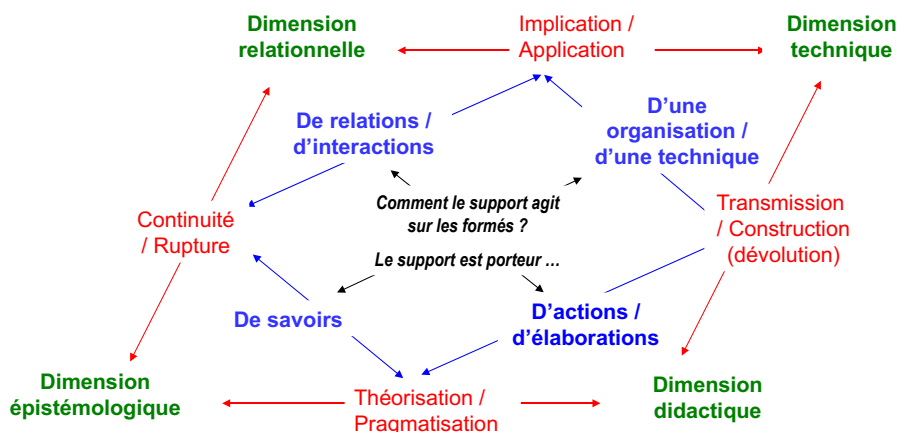 Dimension
relationnelle
Implication /
Application
Dimension
technique
De relations /
d'interactions
D'une
organisation /
d'une technique
Comment le support agit
sur les formés ?
Continuité
/ Rupture
Transmission
/ Construction
(dévolution)
Le support est porteur …
De savoirs
D'actions /
d'élaborations
Dimension
épistémologique
Théorisation /
Pragmatisation
Dimension
didactique